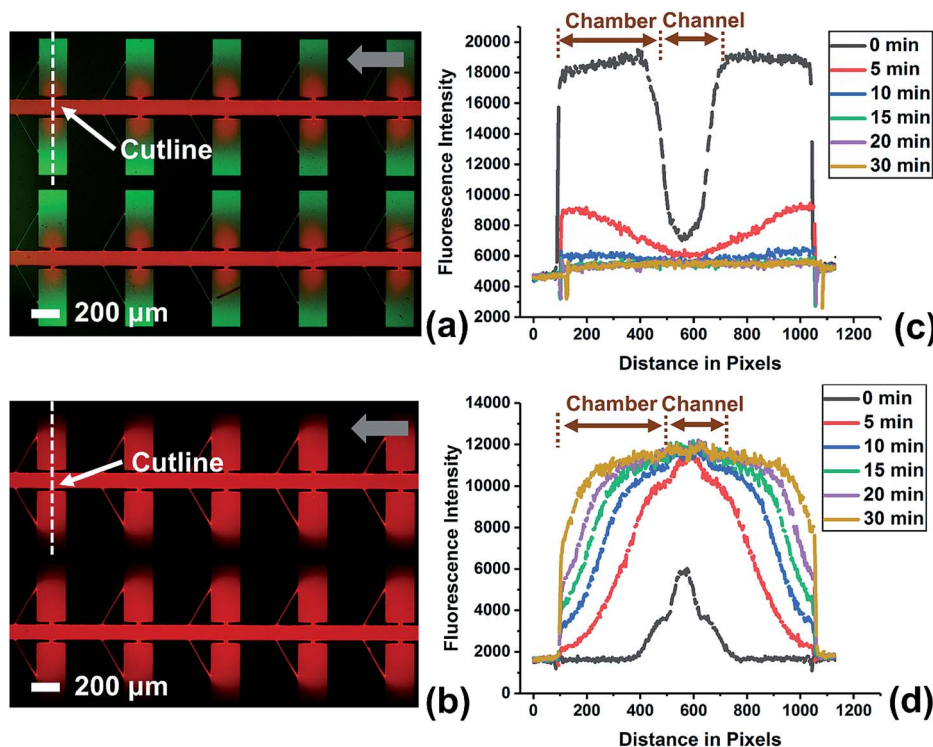 Cutline
200 µm
(a)
Chamber Channel
20000
18000
16000
14000
12000
10000
8000
6000
4000
2000
Fluorescence Intensity
0 200 400 600 800 1000 1200
Distance in Pixels
0 min
5 min
10 min
15 min
20 min
30 min
(c)
Cutline
200 µm
(b)
Chamber Channel
14000
12000
10000
8000
6000
4000
2000
0
Fluorescence Intensity
0 200 400 600 800 1000 1200
Distance in Pixels
0 min
5 min
10 min
15 min
20 min
30 min
(d)